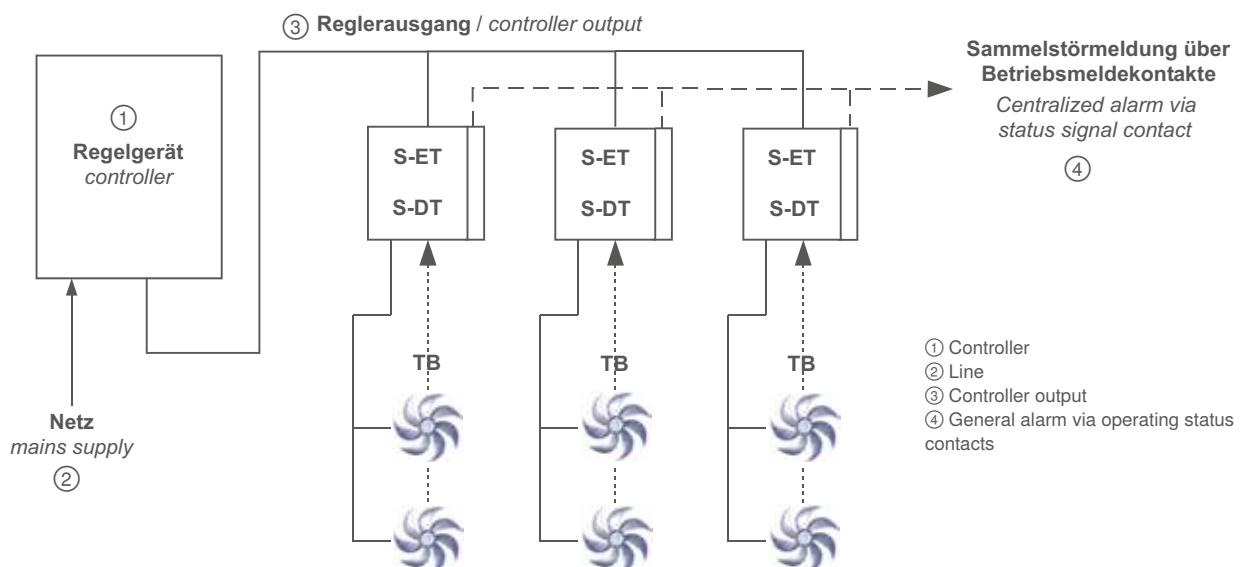 ③ Reglerausgang / controller output
① 
Regelgerät
controller
Sammelstörmeldung über
Betriebsmeldekontakte
Centralized alarm via
status signal contact
④
S-ET
S-DT
S-ET
S-DT
S-ET
S-DT
TB
TB
TB
Netz
mains supply
②
① Controller
② Line
③ Controller output
④ General alarm via operating status
contacts